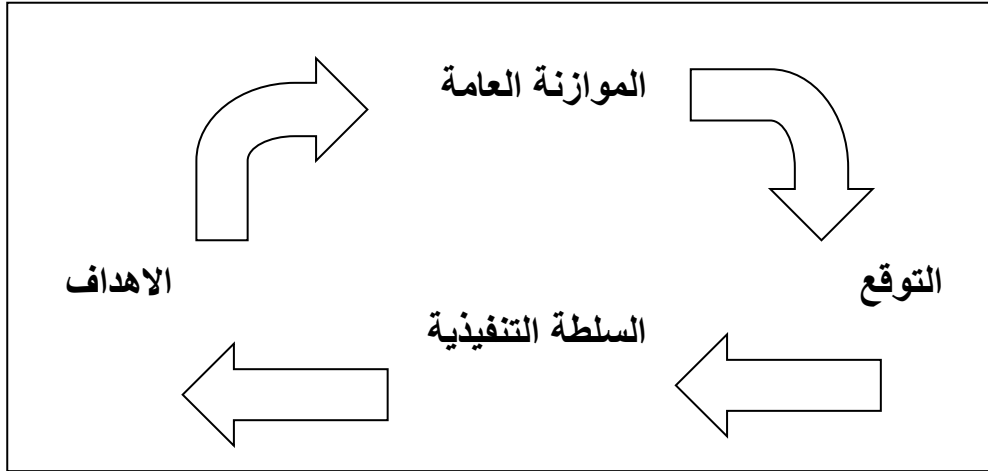 الموازنة العامة
التوقع
الاهداف
السلطة التنفيذية